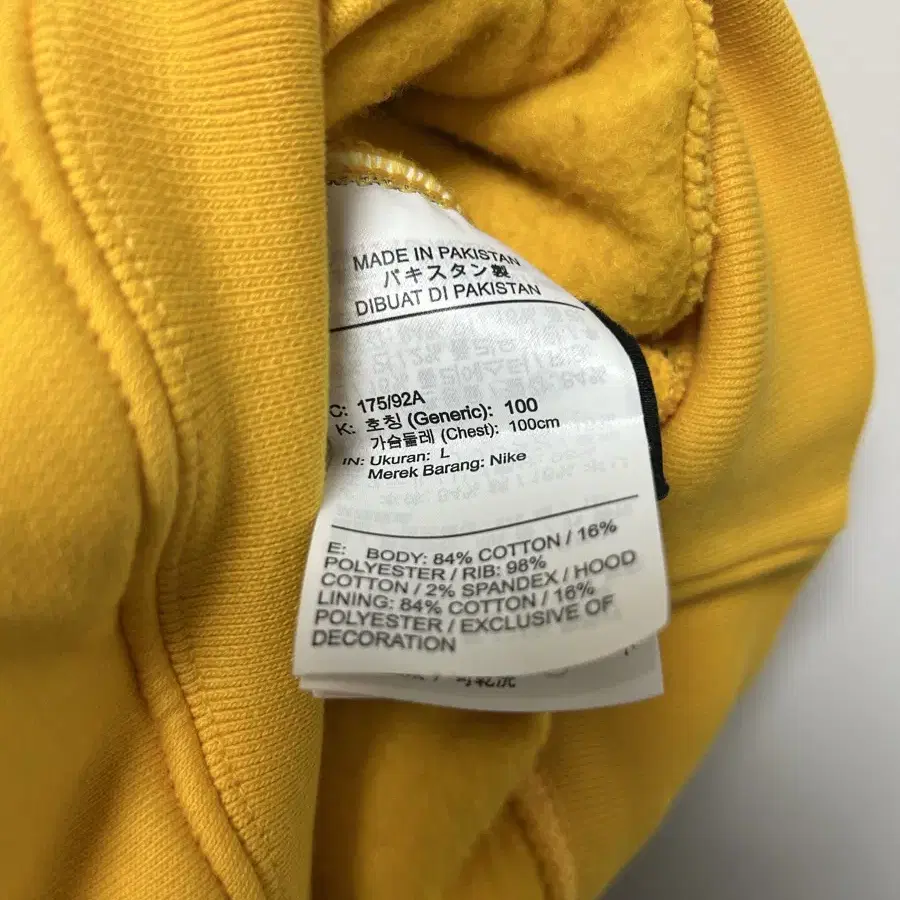 MADE IN PAKISTAN
パキスタン製
DIBUAT DI PAKISTAN
C: 175/92A
K: 호칭 (Generic): 100
가슴둘레 (Chest): 100cm
IN: Ukuran: L
Merek Barang: Nike
E: BODY: 84% COTTON / 16%
POLYESTER / RIB: 98%
COTTON / 2% SPANDEX / HOOD
LINING: 84% COTTON / 16%
POLYESTER / EXCLUSIVE OF
DECORATION